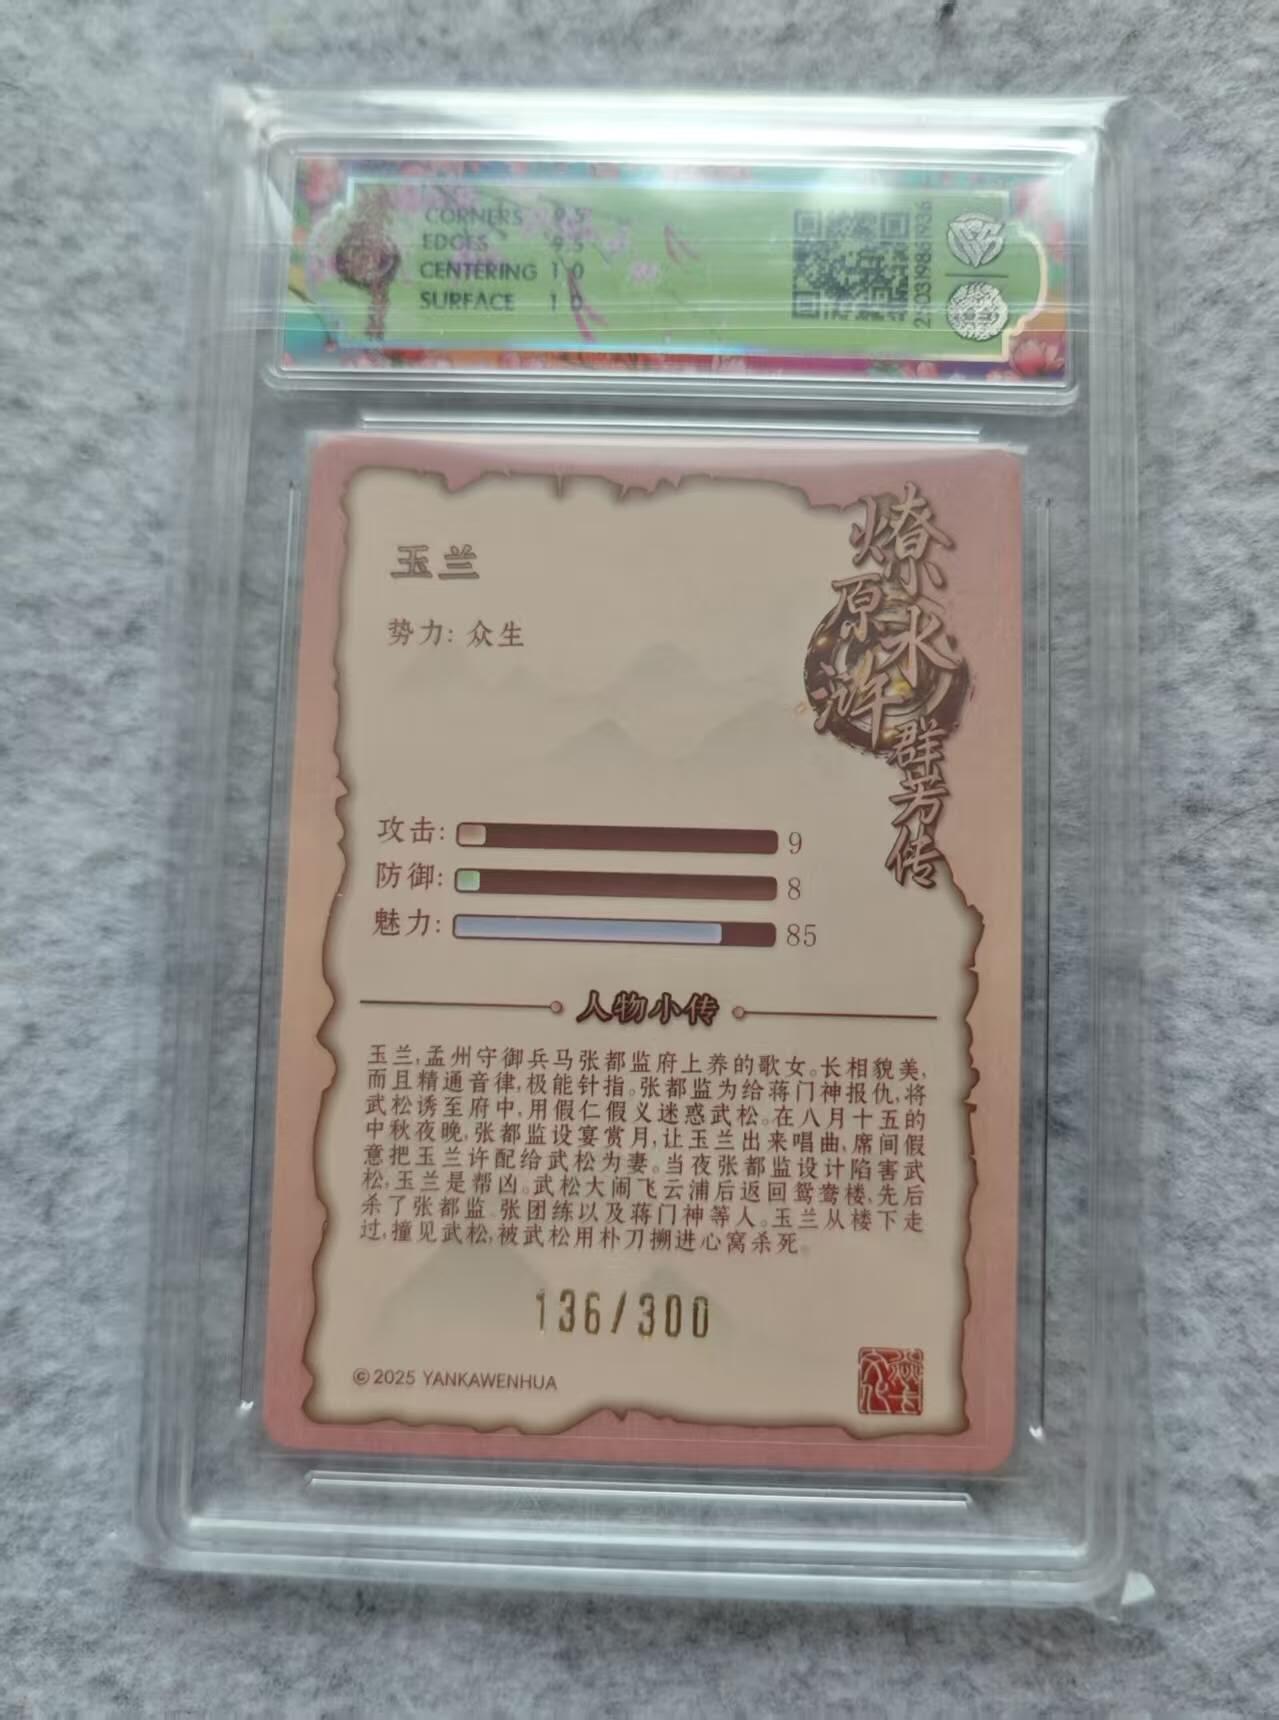 CORNERS 9.5
EDGES 9.5
CENTERING 10
SURFACE 10
玉兰
势力: 众生
燎原水浒群芳传
攻击: 9
防御: 8
魅力: 85
人物小传
玉兰,孟州守御兵马张都监府上养的歌女。长相貌美,
而且精通音律,极能针指。张都监为给蒋门神报仇,将
武松诱至府中,用假仁假义迷惑武松。在八月十五的
中秋夜晚,张都监设宴赏月,让玉兰出来唱曲,席间假
意把玉兰许配给武松为妻。当夜张都监设计陷害武
松,玉兰是帮凶。武松大闹飞云浦后返回鸳鸯楼,先后
杀了张都监、张团练以及蒋门神等人。玉兰从楼下走
过,撞见武松,被武松用朴刀搠进心窝杀死。
136/300
© 2025 YANKAWENHUA